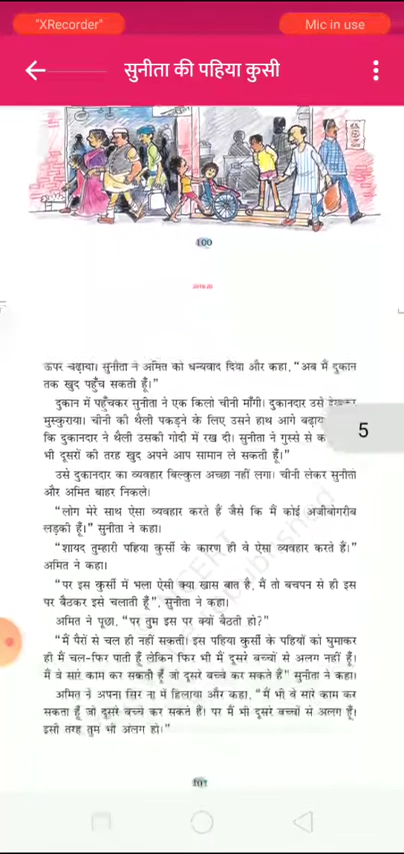 "XRecorder"
Mic in use
सुनीता की पहिया कुर्सी
100
ऊपर चढ़ाया। सुनीता ने अमित को धन्यवाद दिया और कहा, "अब मैं दुकान
तक खुद पहुँच सकती हूँ।"
दुकान में पहुँचकर सुनीता ने एक किलो चीनी माँगी। दुकानदार उसे देखकर
मुस्कुराया। चीनी की थैली पकड़ने के लिए उसने हाथ आगे बढ़ाय
कि दुकानदार ने थैली उसकी गोदी में रख दी। सुनीता ने गुस्से से क
भी दूसरों की तरह खुद अपने आप सामान ले सकती हूँ।"
5
उसे दुकानदार का व्यवहार बिल्कुल अच्छा नहीं लगा। चीनी लेकर सुनीता
और अमित बाहर निकले।
"लोग मेरे साथ ऐसा व्यवहार करते हैं जैसे कि मैं कोई अजीबोगरीब
लड़की हूँ।" सुनीता ने कहा।
"शायद तुम्हारी पहिया कुर्सी के कारण ही वे ऐसा व्यवहार करते हैं।"
अमित ने कहा।
"पर इस कुर्सी में भला ऐसी क्या खास बात है, मैं तो बचपन से ही इस
पर बैठकर इसे चलाती हूँ", सुनीता ने कहा।
अमित ने पूछा, "पर तुम इस पर क्यों बैठती हो?"
"मैं पैरों से चल ही नहीं सकती। इस पहिया कुर्सी के पहियों को घुमाकर
ही मैं चल-फिर पाती हूँ लेकिन फिर भी मैं दूसरे बच्चों से अलग नहीं हूँ।
मैं वे सारे काम कर सकती हूँ जो दूसरे बच्चे कर सकते हैं" सुनीता ने कहा।
अमित ने अपना सिर ना में हिलाया और कहा, "मैं भी वे सारे काम कर
सकता हूँ जो दूसरे बच्चे कर सकते हैं। पर मैं भी दूसरे बच्चों से अलग हूँ।
इसी तरह तुम भी अलग हो।"
101